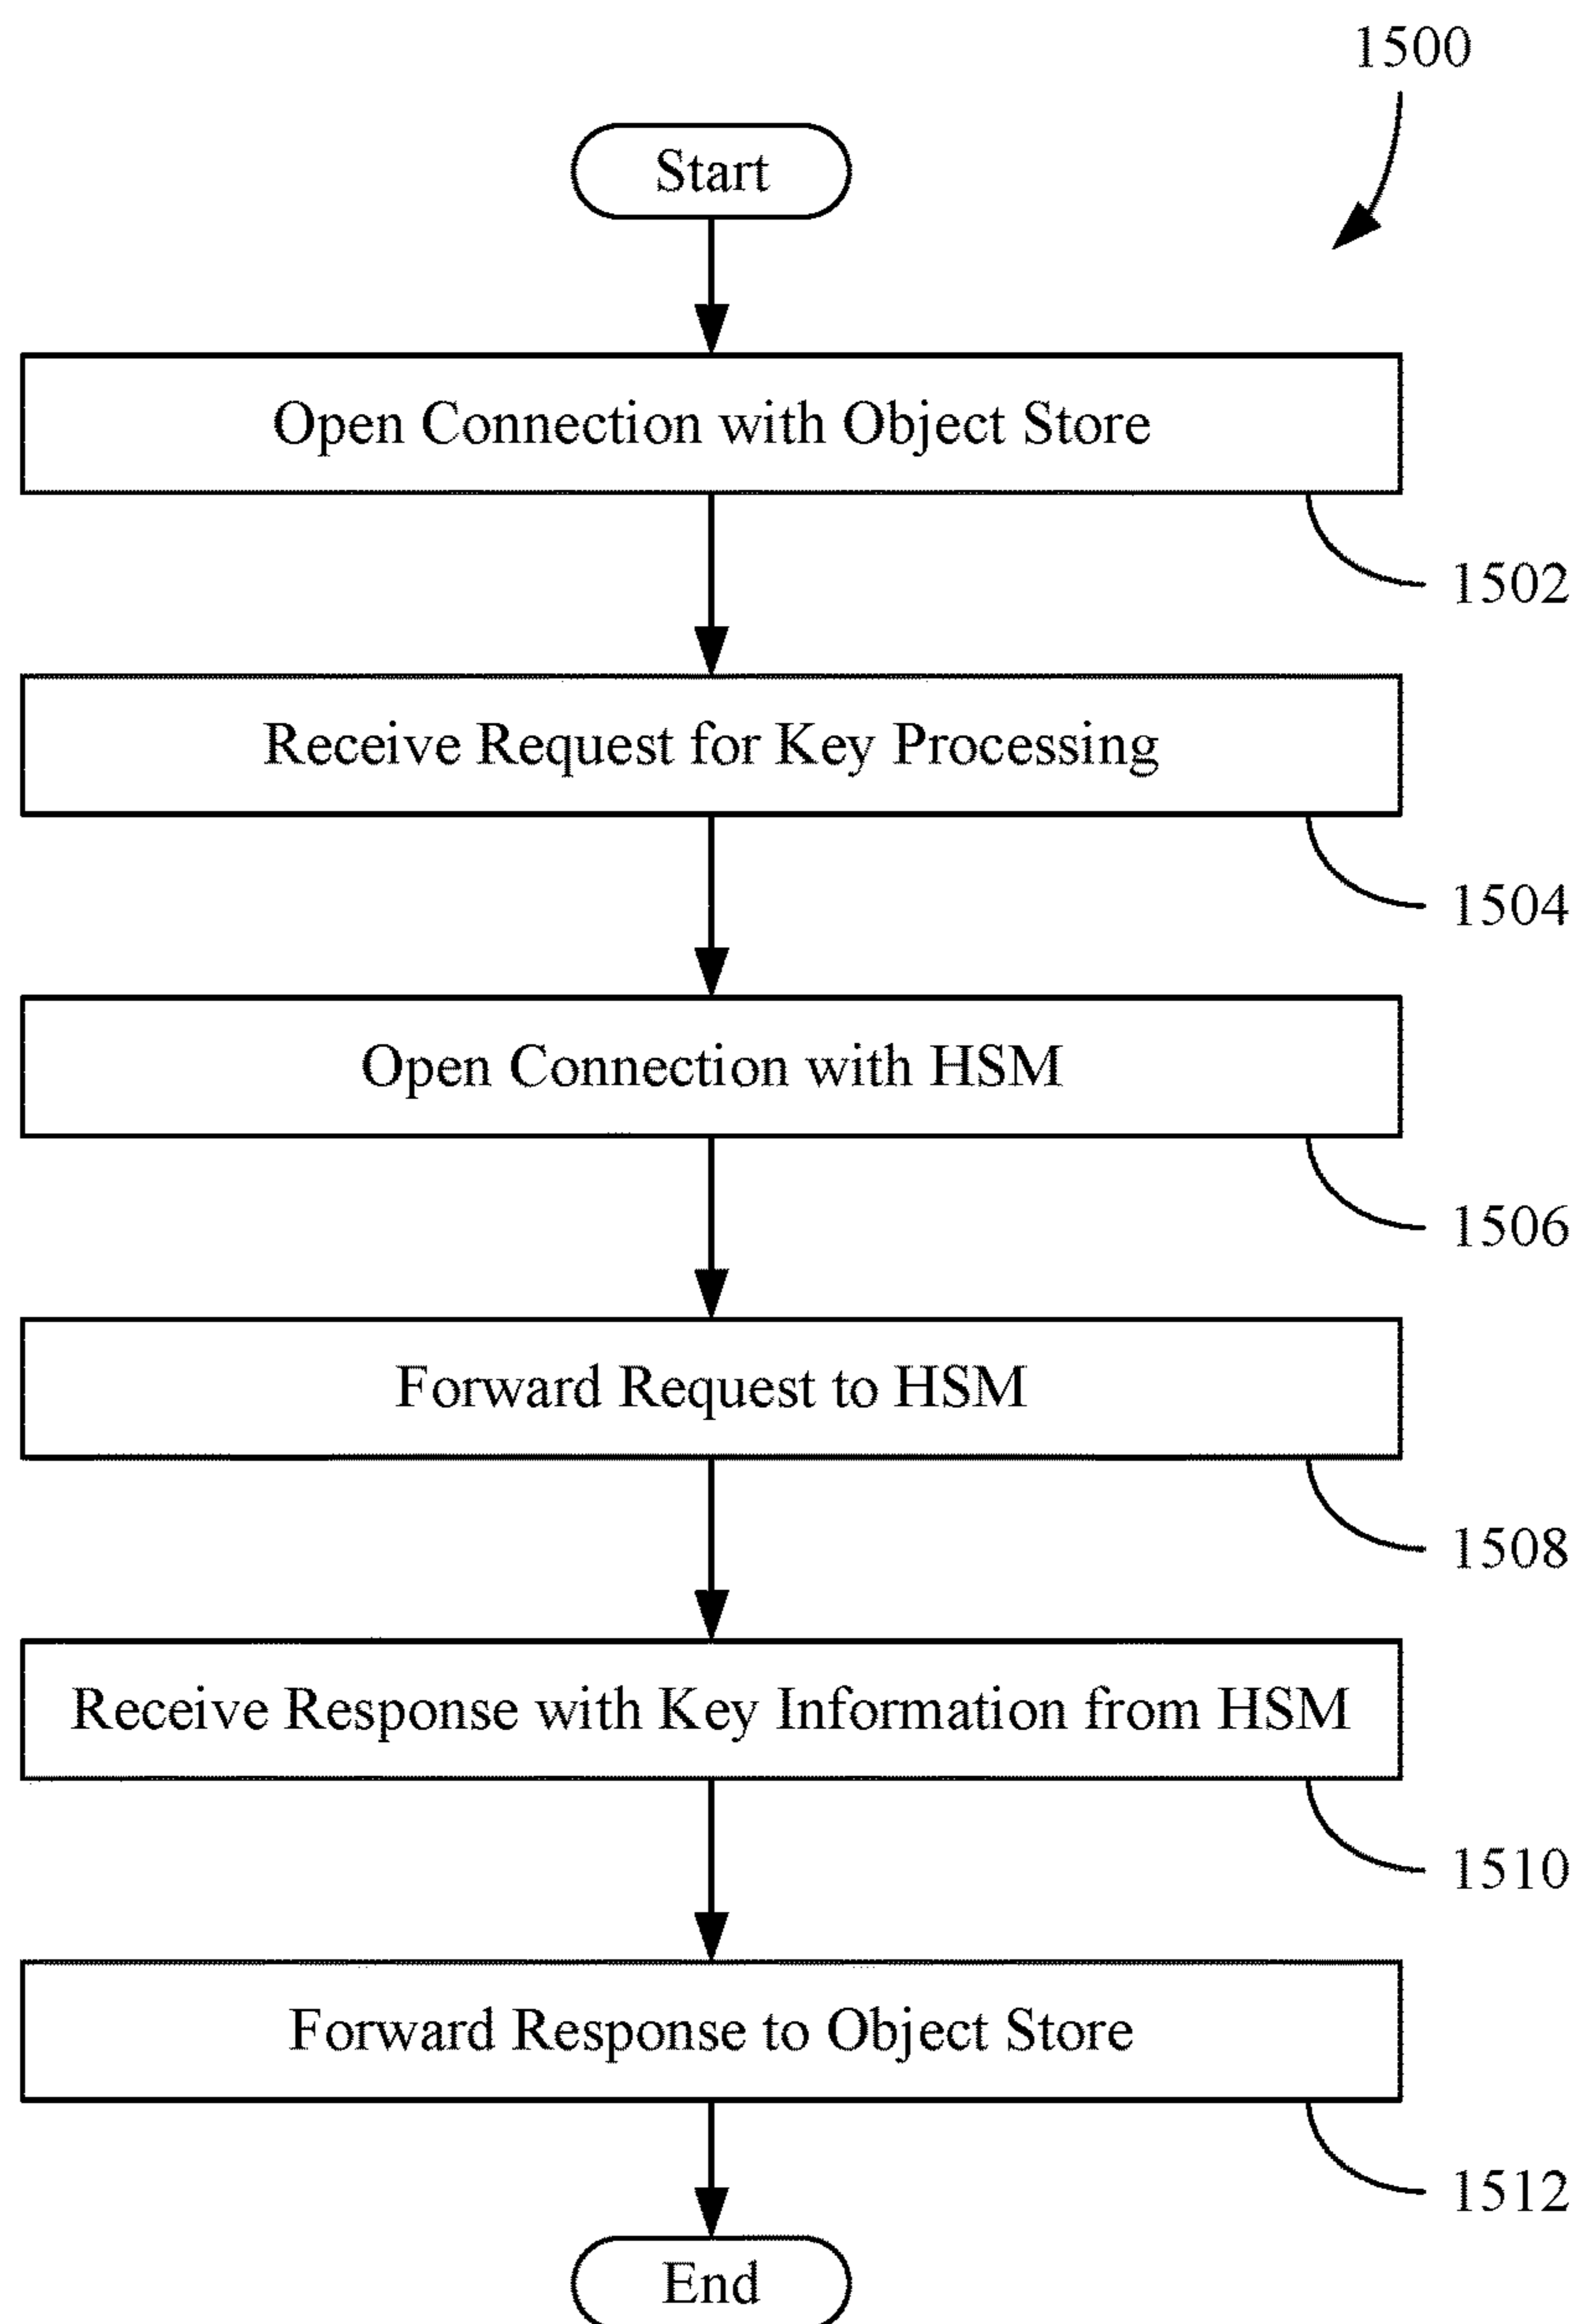 1500
Start
Open Connection with Object Store
1502
Receive Request for Key Processing
1504
Open Connection with HSM
1506
Forward Request to HSM
1508
Receive Response with Key Information from HSM
1510
Forward Response to Object Store
1512
End